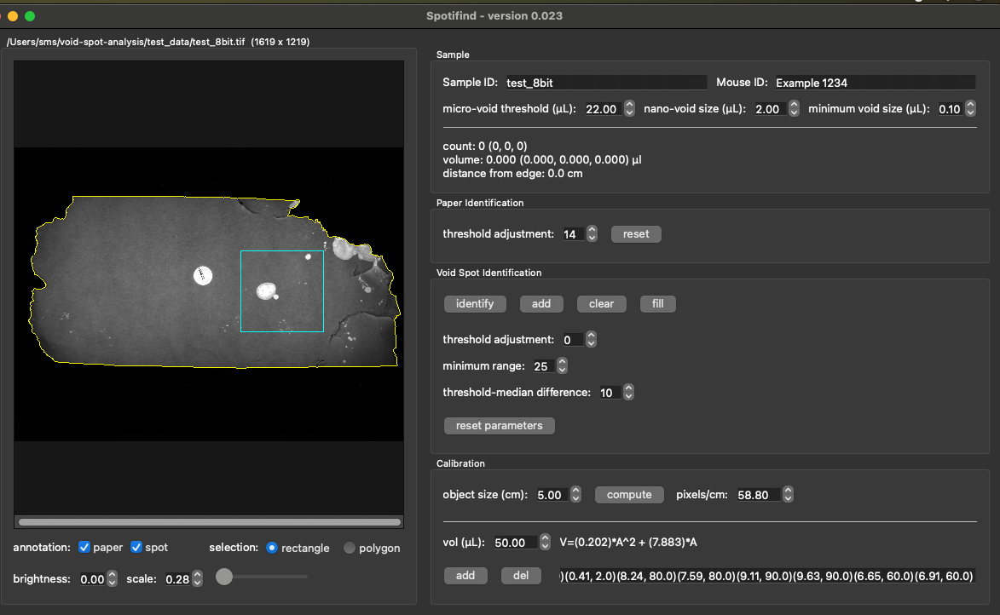 Spotifind - version 0.023
/Users/sms/void-spot-analysis/test_data/test_8bit.tif (1619 x 1219)
annotation: paper spot selection: rectangle polygon
brightness: 0.00 scale: 0.28
Sample
Sample ID: test_8bit Mouse ID: Example 1234
micro-void threshold (µL): 22.00 nano-void size (µL): 2.00 minimum void size (µL): 0.10
count: 0 (0, 0, 0)
volume: 0.000 (0.000, 0.000, 0.000) µl
distance from edge: 0.0 cm
Paper Identification
threshold adjustment: 14 reset
Void Spot Identification
identify add clear fill
threshold adjustment: 0
minimum range: 25
threshold-median difference: 10
reset parameters
Calibration
object size (cm): 5.00 compute pixels/cm: 58.80
vol (µL): 50.00 V=(0.202)*A^2 + (7.883)*A
add del )(0.41, 2.0)(8.24, 80.0)(7.59, 80.0)(9.11, 90.0)(9.63, 90.0)(6.65, 60.0)(6.91, 60.0)